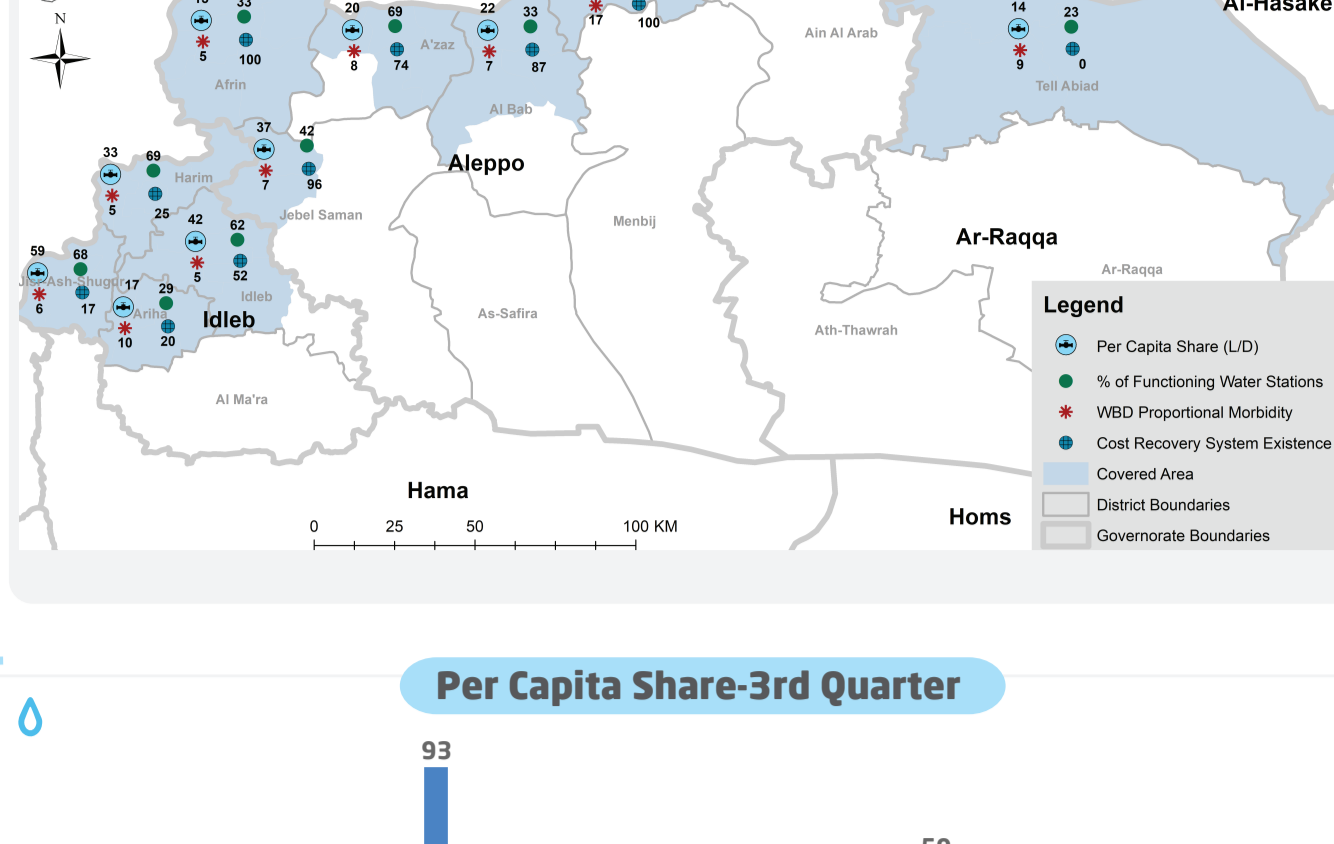 33
20
69
22
33
17
100
14
23
Al-Hasake
N
5
100
8
74
A'zaz
7
87
Ain Al Arab
9
0
Afrin
Al Bab
Tell Abiad
37
42
33
69
Aleppo
7
96
Harim
5
25
Jebel Saman
42
62
Menbij
Ar-Raqqa
59
68
5
52
Ar-Raqqa
Jisr-Ash-Shugur
17
29
Idleb
6
17
Ariha
Idleb
As-Safira
Ath-Thawrah
10
20
Al Ma'ra
Legend
Per Capita Share (L/D)
% of Functioning Water Stations
WBD Proportional Morbidity
Cost Recovery System Existence
Covered Area
District Boundaries
Governorate Boundaries
Hama
Homs
0 25 50 100 KM
Per Capita Share-3rd Quarter
93